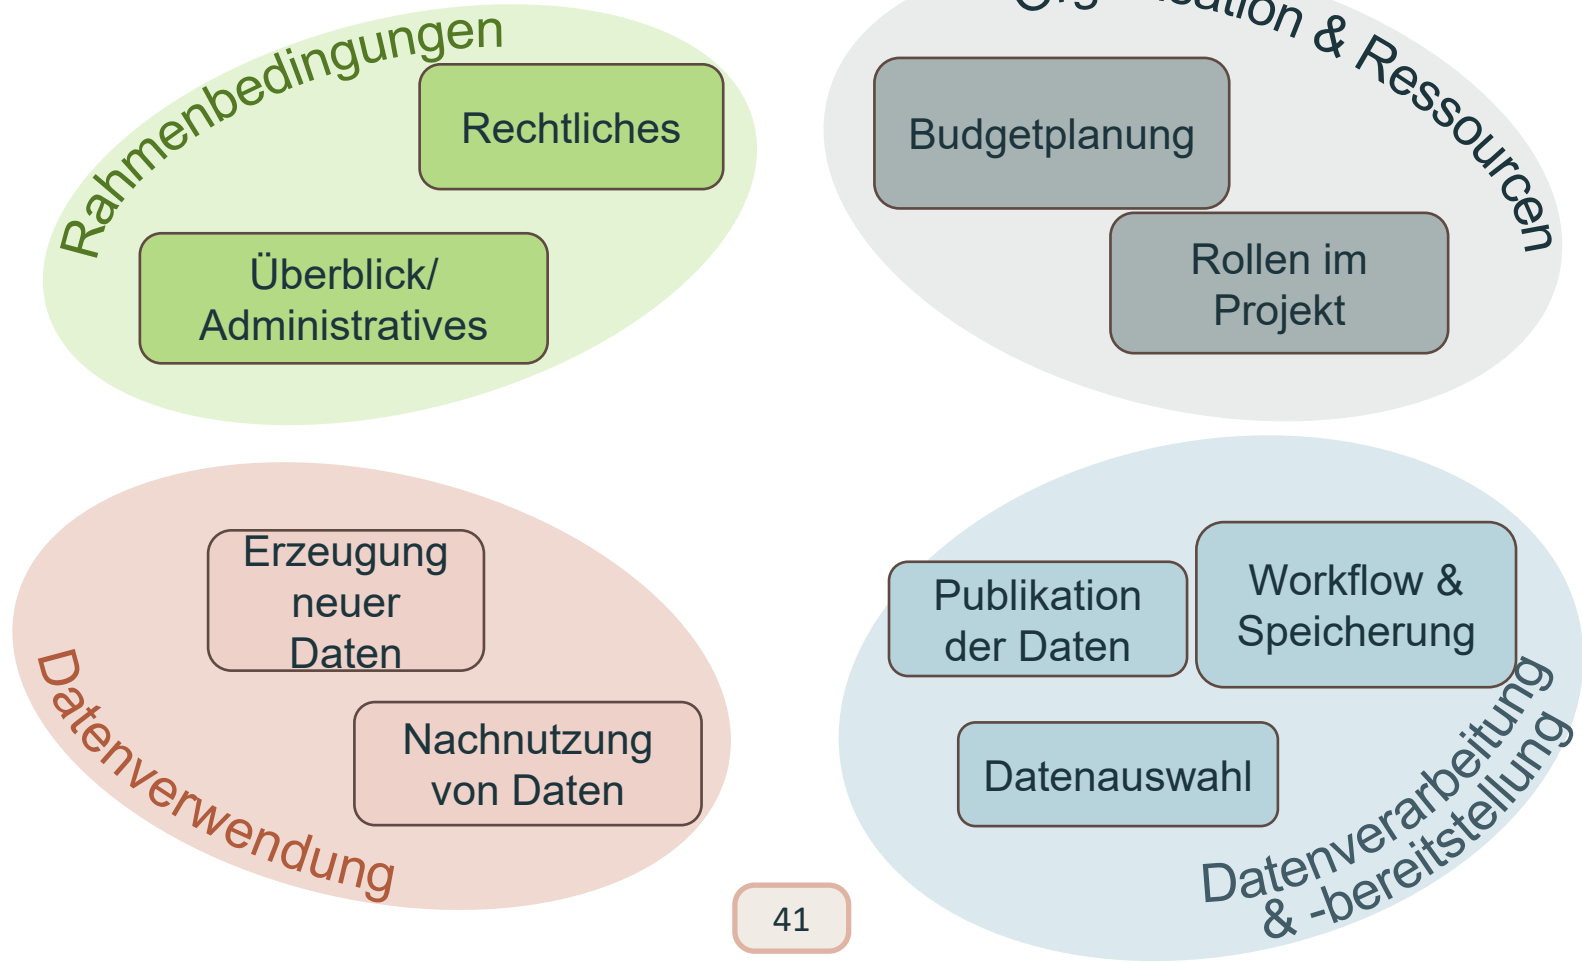 Rahmenbedingungen
Rechtliches
Überblick/
Administratives
Organisation & Ressourcen
Budgetplanung
Rollen im
Projekt
Datenverwendung
Erzeugung
neuer
Daten
Nachnutzung
von Daten
Publikation
der Daten
Workflow &
Speicherung
Datenauswahl
Datenverarbeitung
& -bereitstellung
41